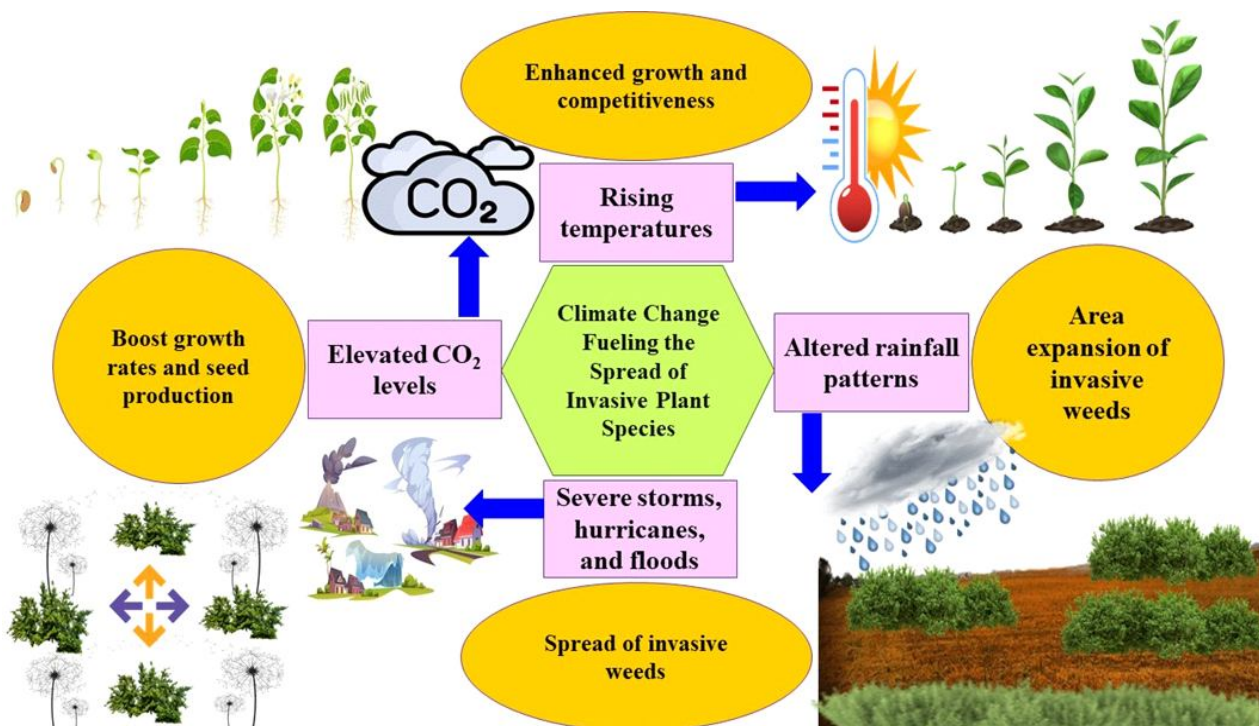 Enhanced growth and
competitiveness
CO₂
Rising
temperatures
Boost growth
rates and seed
production
Elevated CO₂
levels
Climate Change
Fueling the
Spread of
Invasive Plant
Species
Altered rainfall
patterns
Area
expansion of
invasive
weeds
Severe storms,
hurricanes,
and floods
Spread of invasive
weeds